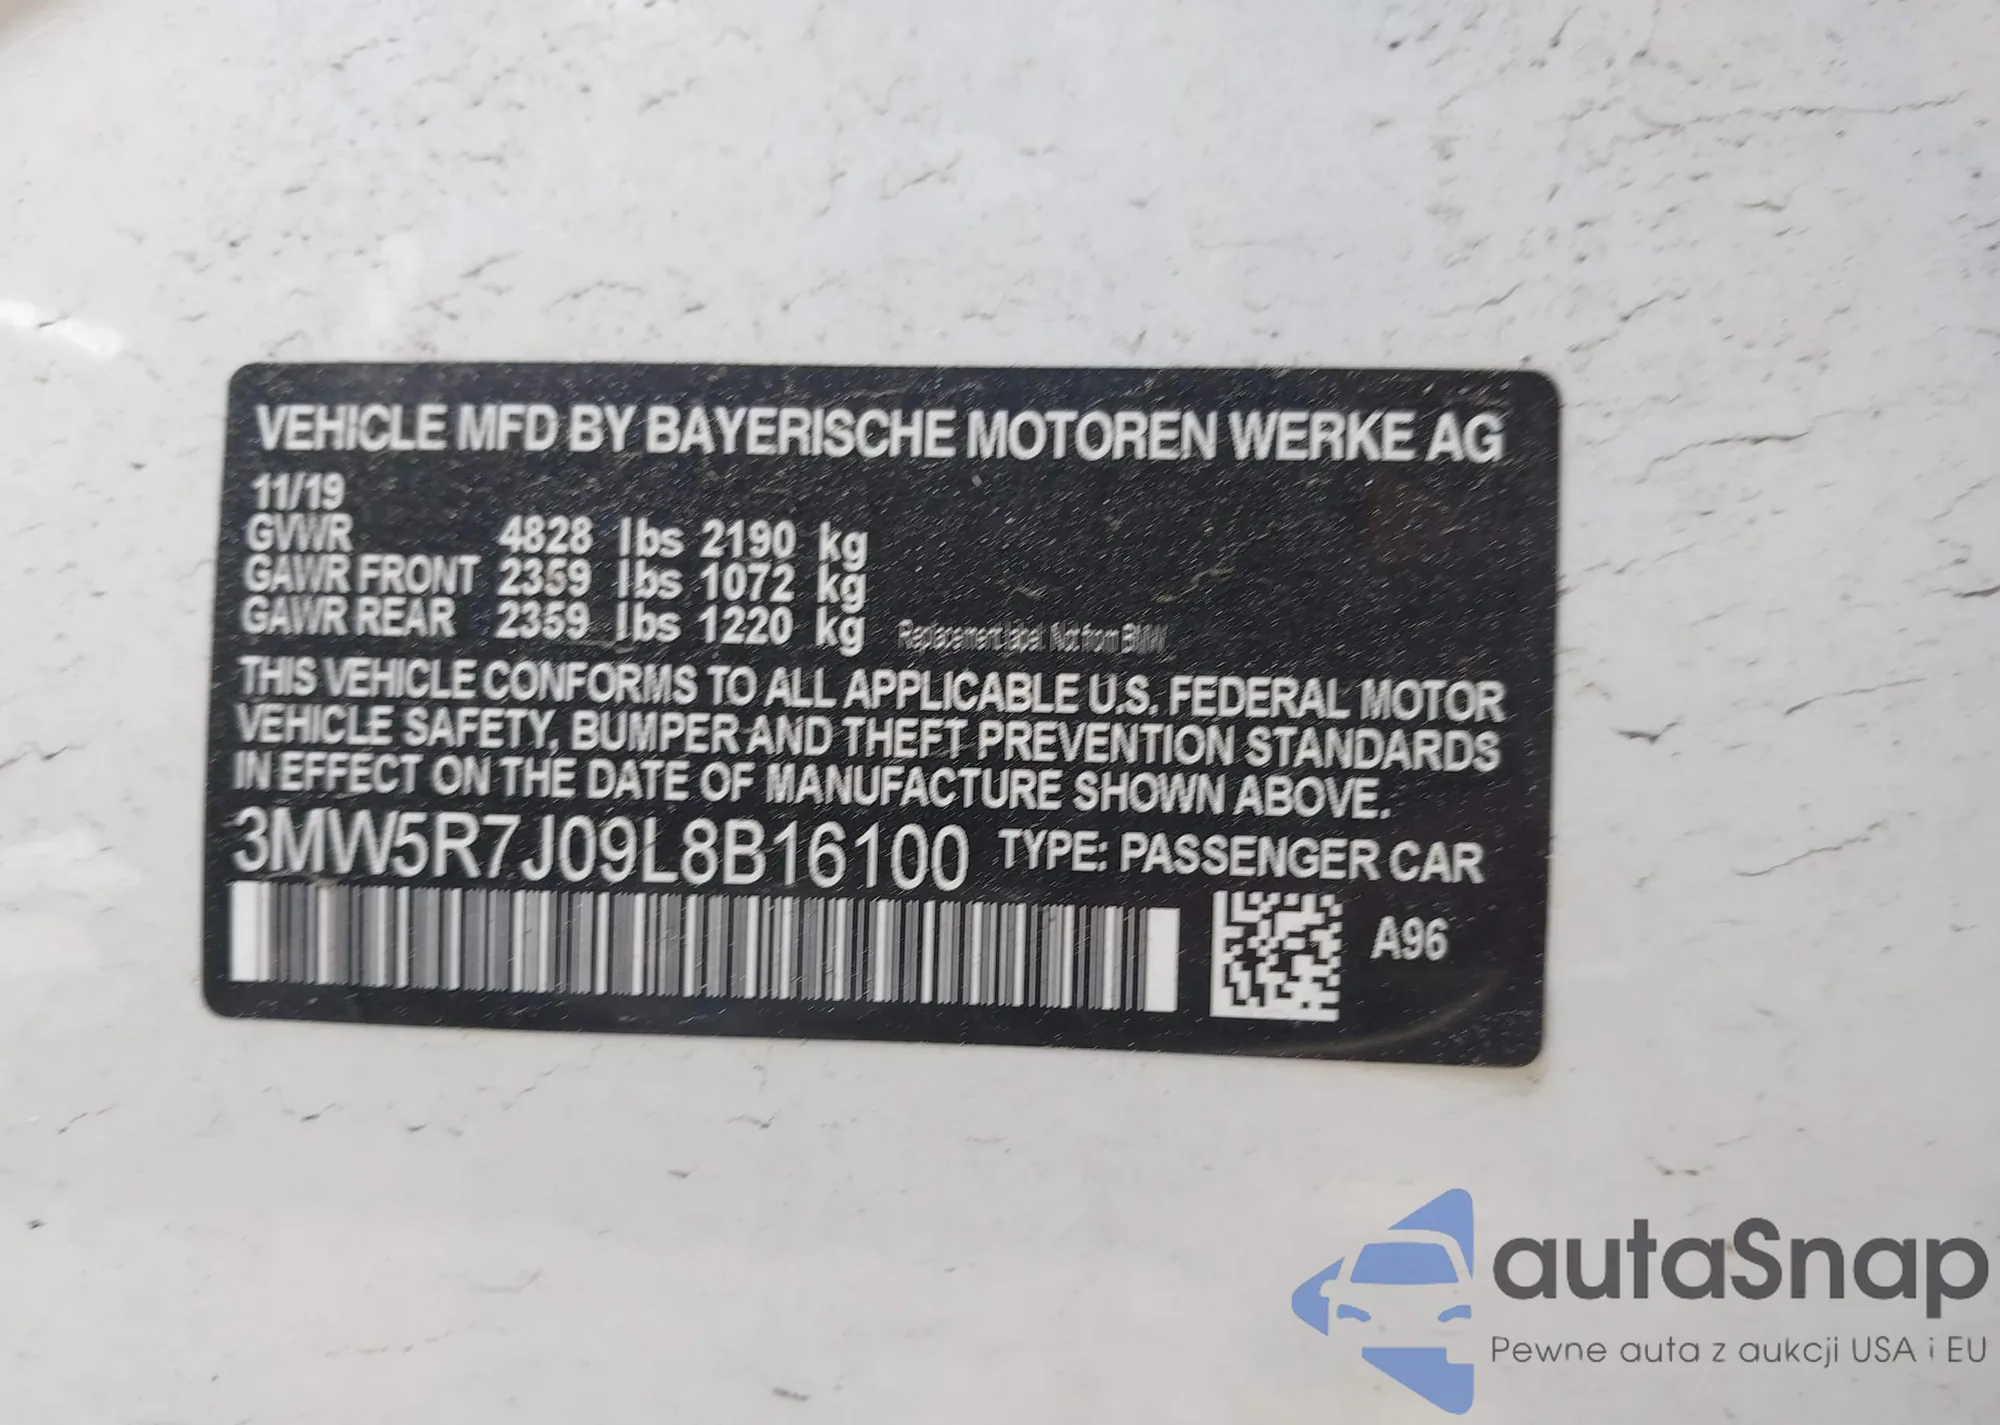 VEHICLE MFD BY BAYERISCHE MOTOREN WERKE AG
11/19
GVWR 4828 lbs 2190 kg
GAWR FRONT 2359 lbs 1072 kg
GAWR REAR 2359 lbs 1220 kg
Replacement label. Not from BMW.
THIS VEHICLE CONFORMS TO ALL APPLICABLE U.S. FEDERAL MOTOR
VEHICLE SAFETY, BUMPER AND THEFT PREVENTION STANDARDS
IN EFFECT ON THE DATE OF MANUFACTURE SHOWN ABOVE.
3MW5R7J09L8B16100 TYPE: PASSENGER CAR
A96
autaSnap
Pewne auta z aukcji USA i EU